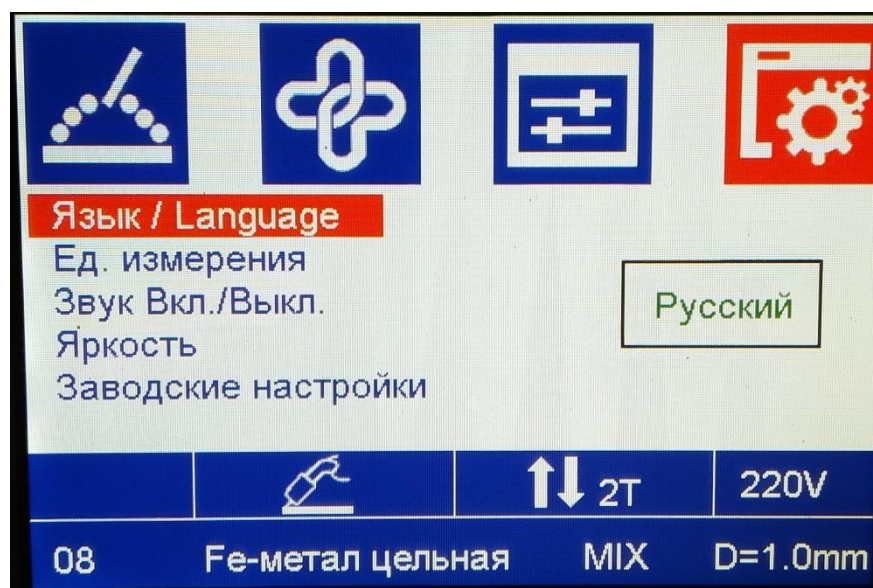 Язык / Language
Ед. измерения
Звук Вкл./Выкл.
Русский
Яркость
Заводские настройки
2T 220V
08 Fe-метал цельная MIX D=1.0mm